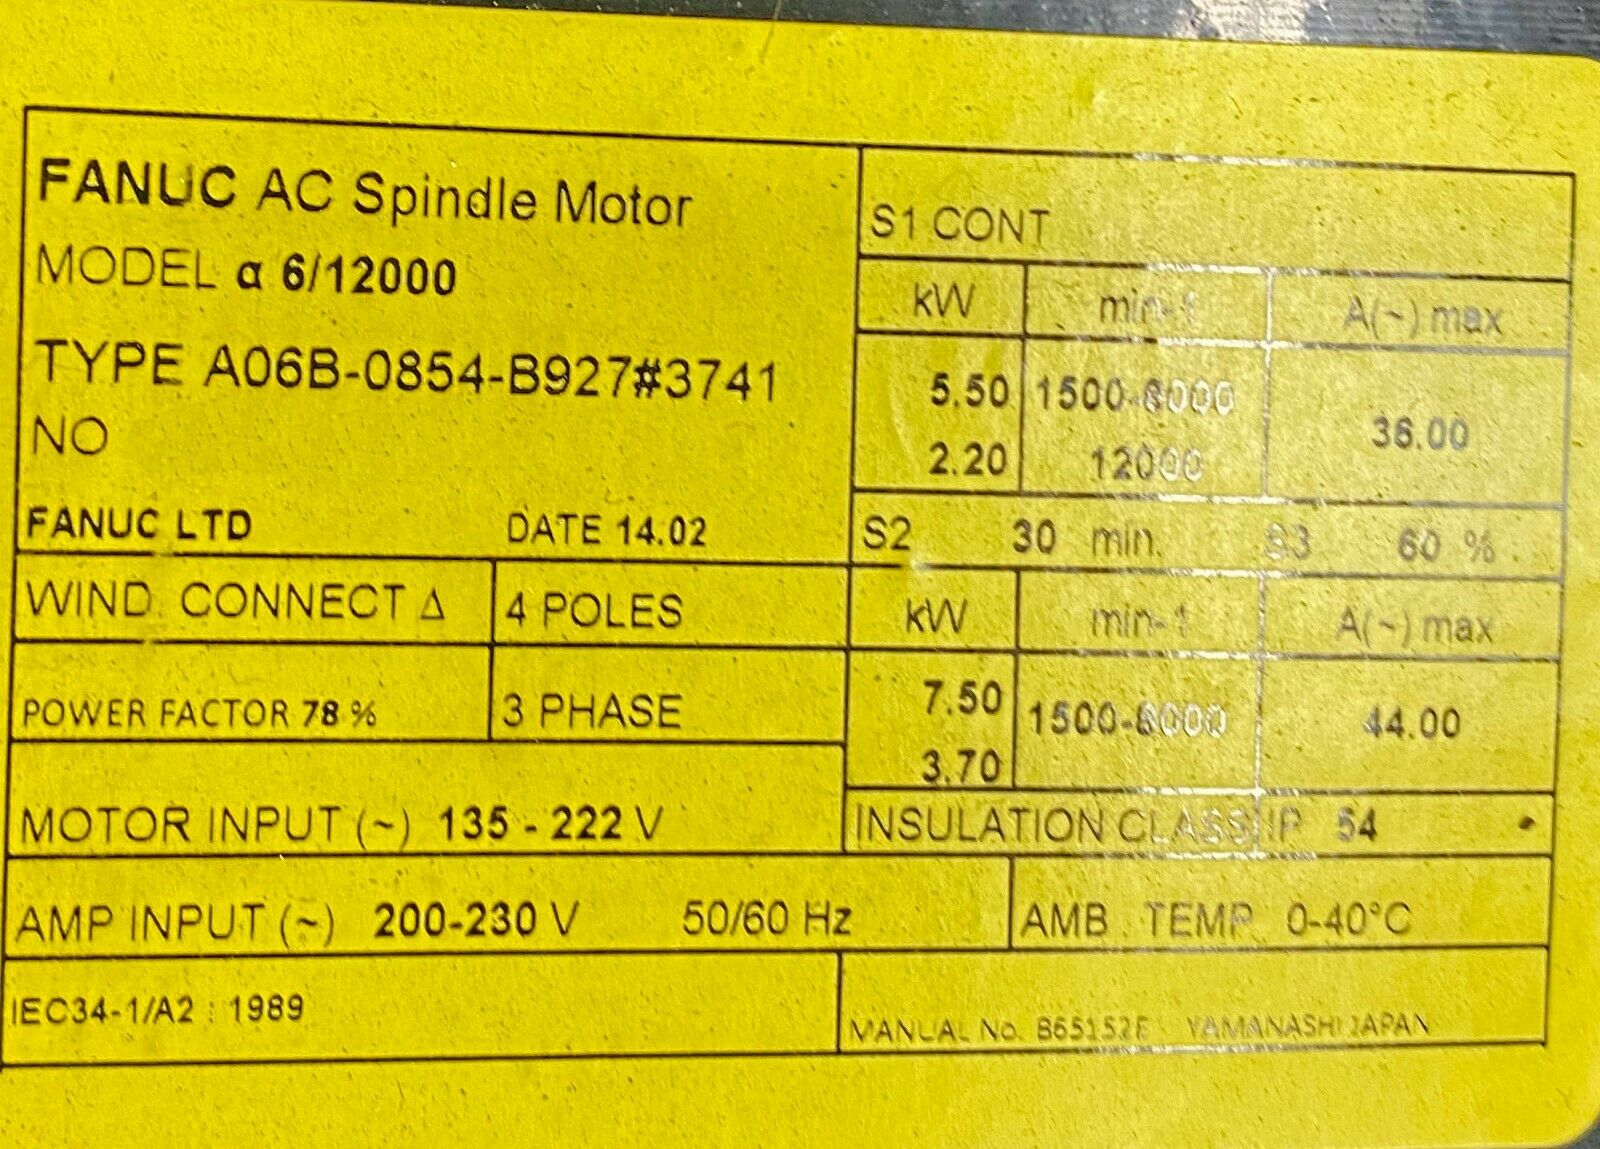 FANUC AC Spindle Motor
MODEL α 6/12000
TYPE A06B-0854-B927#3741
NO
FANUC LTD DATE 14.02
WIND. CONNECT Δ 4 POLES
POWER FACTOR 78 % 3 PHASE
MOTOR INPUT (~) 135 - 222 V
AMP INPUT (~) 200-230 V 50/60 Hz
IEC34-1/A2 : 1989
S1 CONT
kW min-1 A(~) max
5.50 1500-8000 36.00
2.20 12000
S2 30 min. S3 60 %
kW min-1 A(~) max
7.50 1500-8000 44.00
3.70
INSULATION CLASS IP 54
AMB. TEMP. 0-40°C
MANUAL No. B65152E YAMANASHI JAPAN